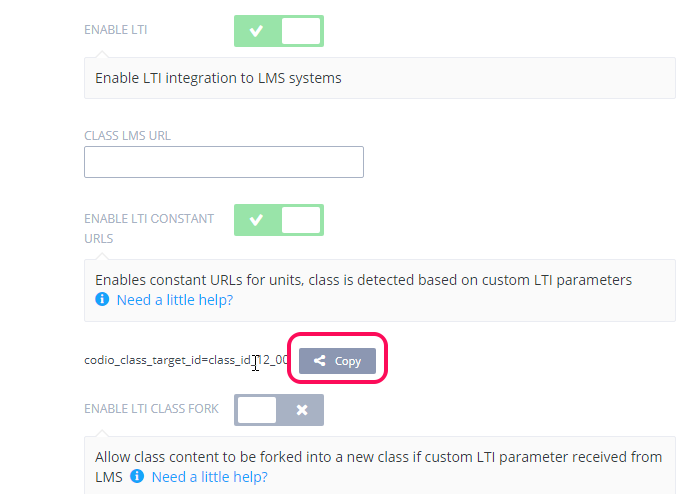 ENABLE LTI
Enable LTI integration to LMS systems
CLASS LMS URL
ENABLE LTI CONSTANT
URLS
Enables constant URLs for units, class is detected based on custom LTI parameters
Need a little help?
codio_class_target_id=class_id_12_00 Copy
ENABLE LTI CLASS FORK
Allow class content to be forked into a new class if custom LTI parameter received from
LMS Need a little help?